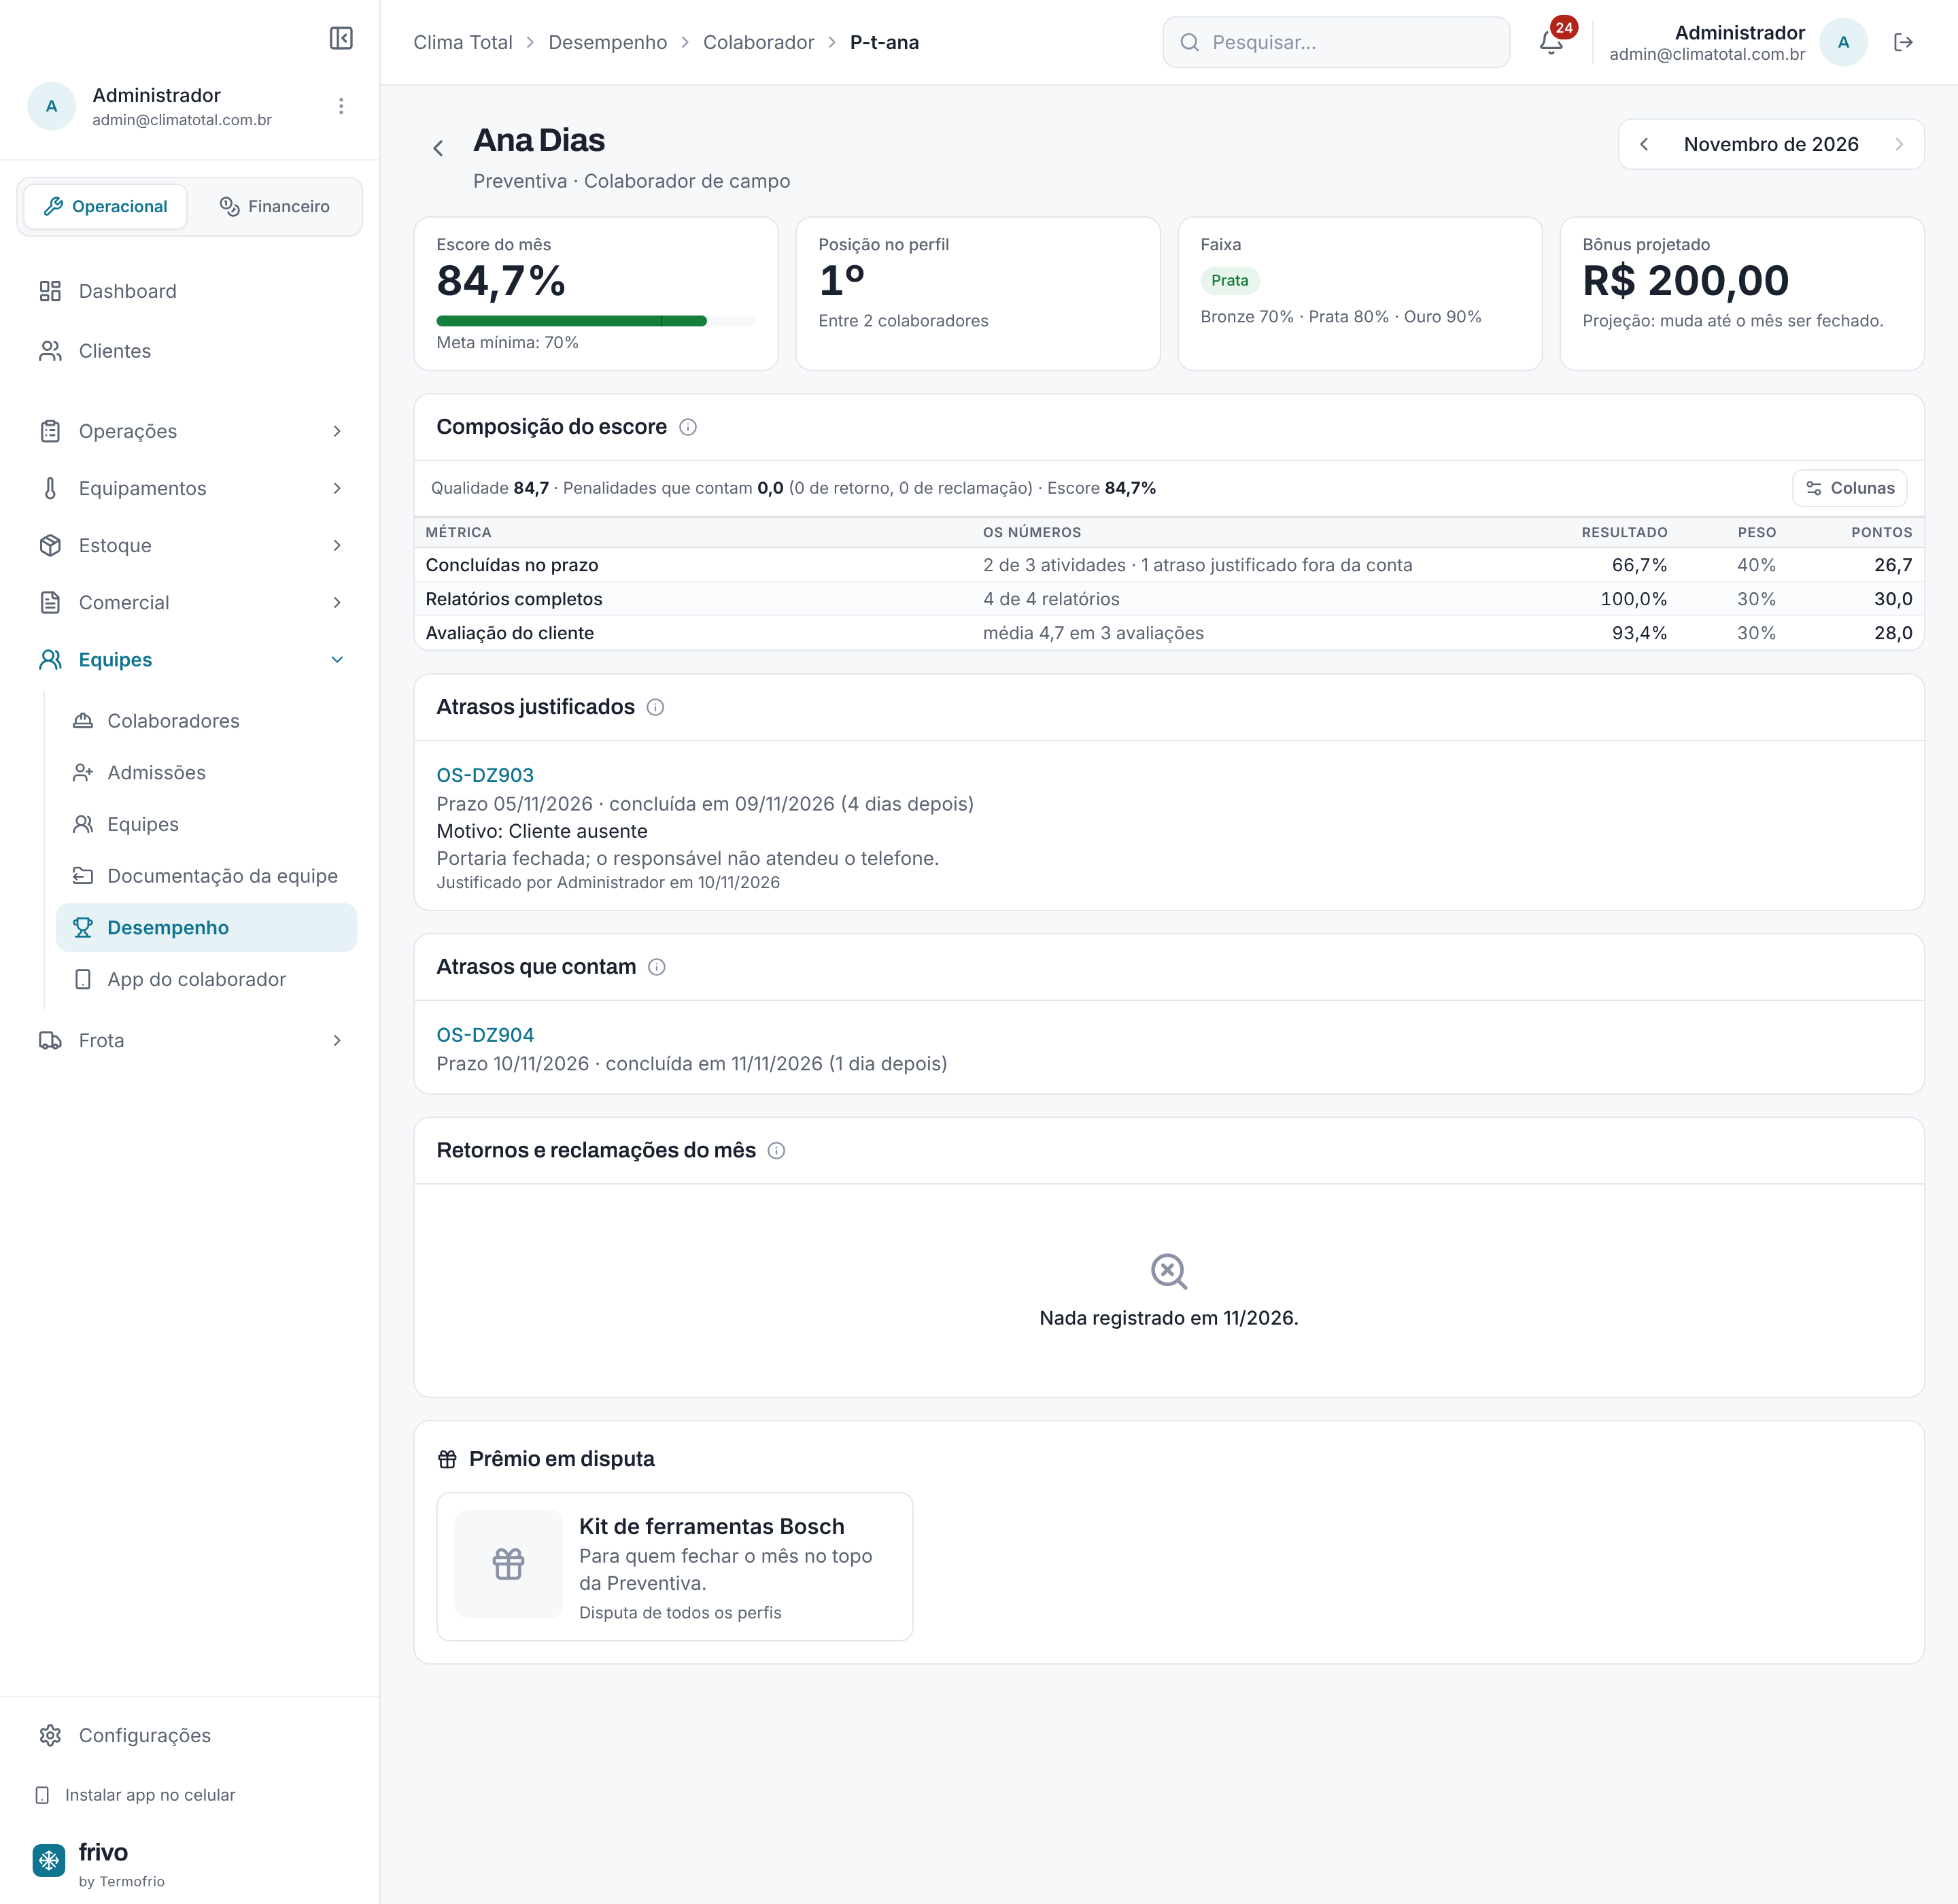 Clima Total > Desempenho > Colaborador > P-t-ana
Pesquisar...
24
Administrador
admin@climatotal.com.br
A
A
Administrador
admin@climatotal.com.br
Operacional
Financeiro
Dashboard
Clientes
Operações
Equipamentos
Estoque
Comercial
Equipes
Colaboradores
Admissões
Equipes
Documentação da equipe
Desempenho
App do colaborador
Frota
Configurações
Instalar app no celular
frivo
by Termofrio
Ana Dias
Preventiva · Colaborador de campo
Novembro de 2026
Escore do mês
84,7%
Meta mínima: 70%
Posição no perfil
1º
Entre 2 colaboradores
Faixa
Prata
Bronze 70% · Prata 80% · Ouro 90%
Bônus projetado
R$ 200,00
Projeção: muda até o mês ser fechado.
Composição do escore
Qualidade 84,7 · Penalidades que contam 0,0 (0 de retorno, 0 de reclamação) · Escore 84,7%
Colunas
MÉTRICA OS NÚMEROS RESULTADO PESO PONTOS
Concluídas no prazo 2 de 3 atividades · 1 atraso justificado fora da conta 66,7% 40% 26,7
Relatórios completos 4 de 4 relatórios 100,0% 30% 30,0
Avaliação do cliente média 4,7 em 3 avaliações 93,4% 30% 28,0
Atrasos justificados
OS-DZ903
Prazo 05/11/2026 · concluída em 09/11/2026 (4 dias depois)
Motivo: Cliente ausente
Portaria fechada; o responsável não atendeu o telefone.
Justificado por Administrador em 10/11/2026
Atrasos que contam
OS-DZ904
Prazo 10/11/2026 · concluída em 11/11/2026 (1 dia depois)
Retornos e reclamações do mês
Nada registrado em 11/2026.
Prêmio em disputa
Kit de ferramentas Bosch
Para quem fechar o mês no topo
da Preventiva.
Disputa de todos os perfis